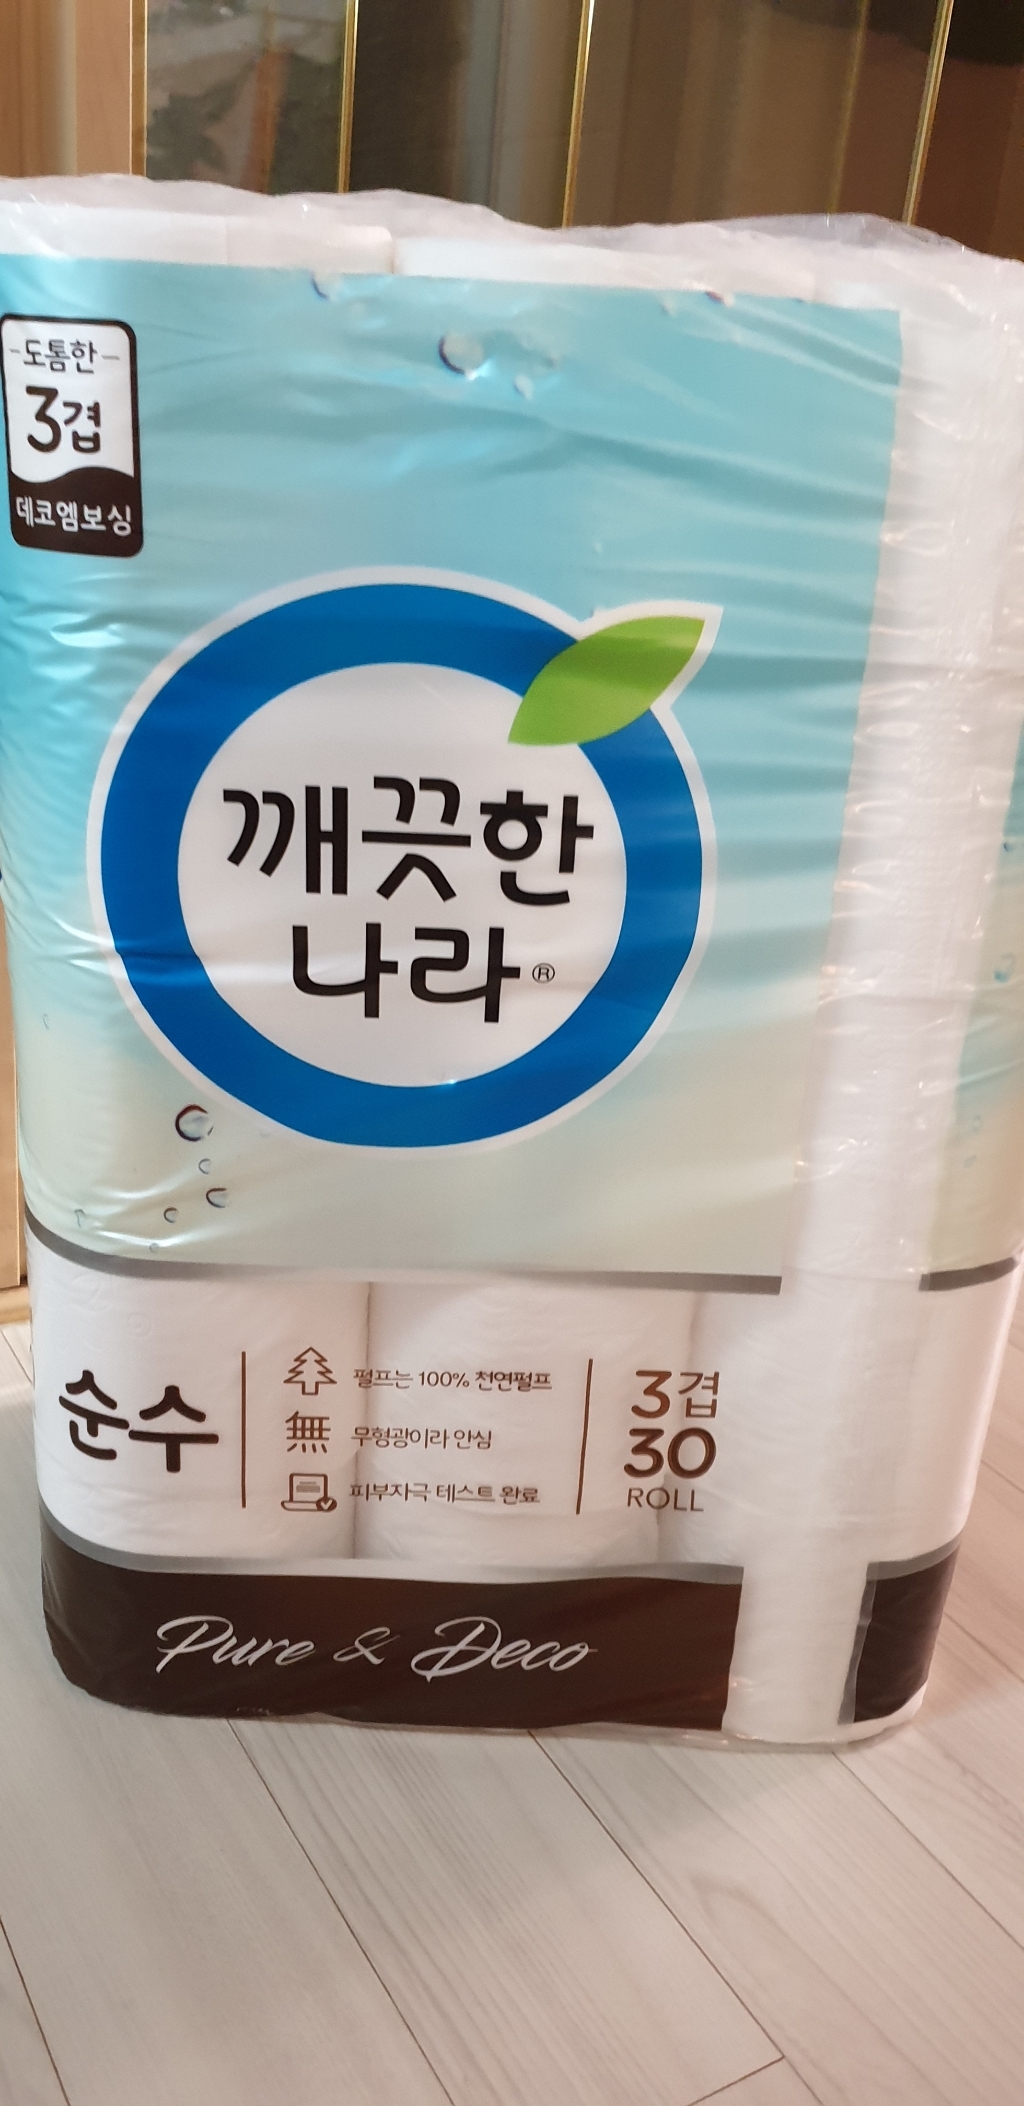 -도톰한-
3겹
데코엠보싱
깨끗한
나라®
순수
펄프는 100% 천연펄프
無 무형광이라 안심
피부자극 테스트 완료
3겹
30
ROLL
Pure & Deco